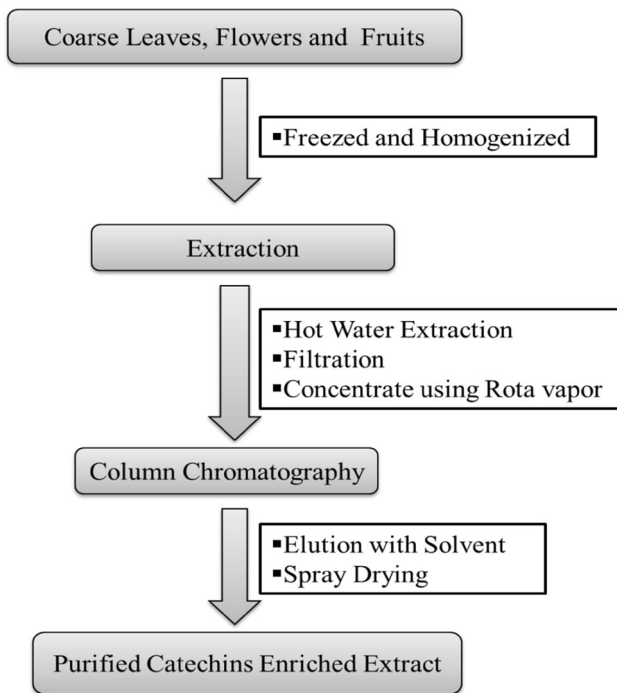 Coarse Leaves, Flowers and Fruits
▪Freezed and Homogenized
Extraction
▪Hot Water Extraction
▪Filtration
▪Concentrate using Rota vapor
Column Chromatography
▪Elution with Solvent
▪Spray Drying
Purified Catechins Enriched Extract